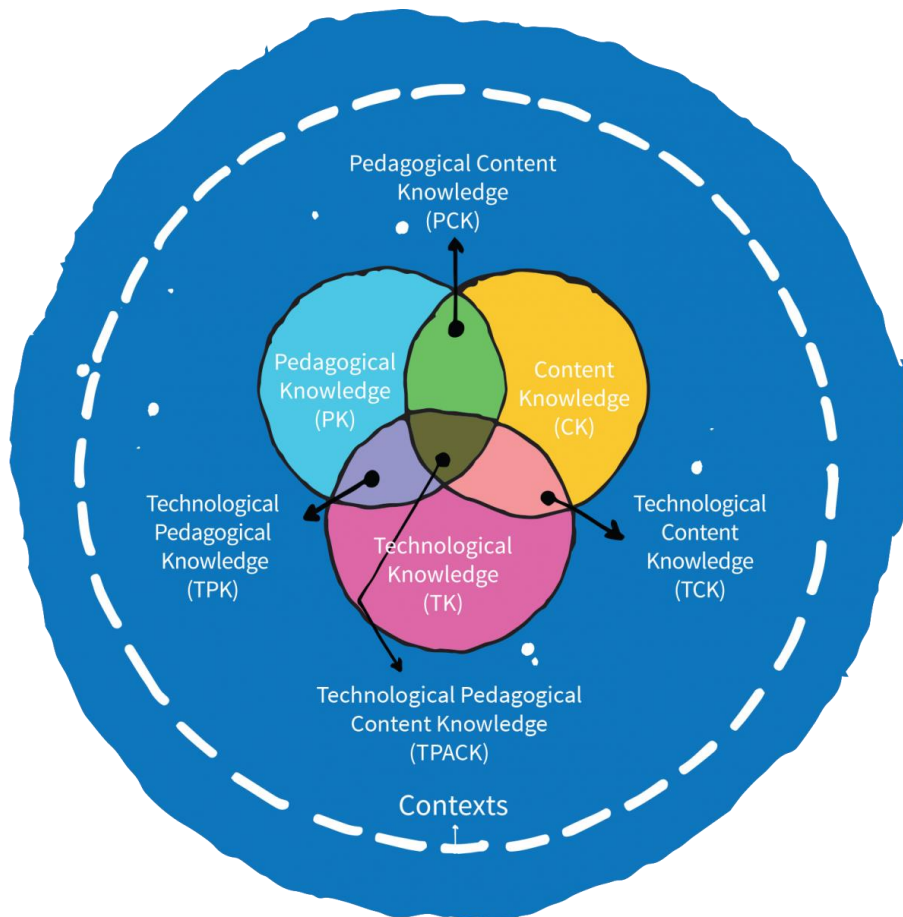 Pedagogical Content
Knowledge
(PCK)
Pedagogical
Knowledge
(PK)
Content
Knowledge
(CK)
Technological
Pedagogical
Knowledge
(TPK)
Technological
Knowledge
(TK)
Technological
Content
Knowledge
(TCK)
Technological Pedagogical
Content Knowledge
(TPACK)
Contexts